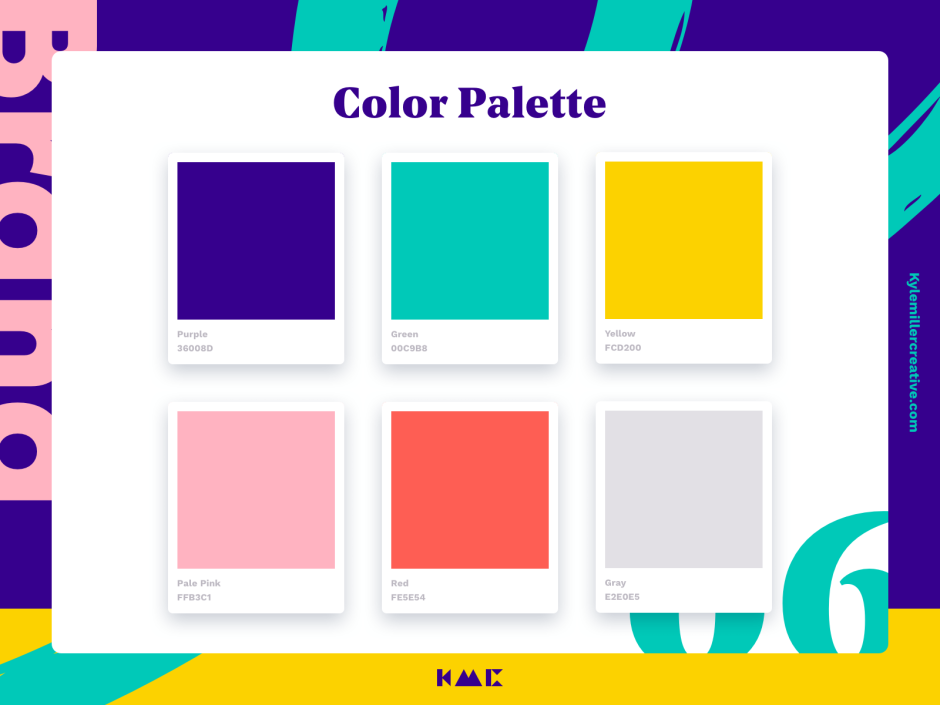 Color Palette
Purple
36008D
Green
00C9B8
Yellow
FCD200
Pale Pink
FFB3C1
Red
FE5E54
Gray
E2E0E5
Kylemillercreative.com
06
KMC